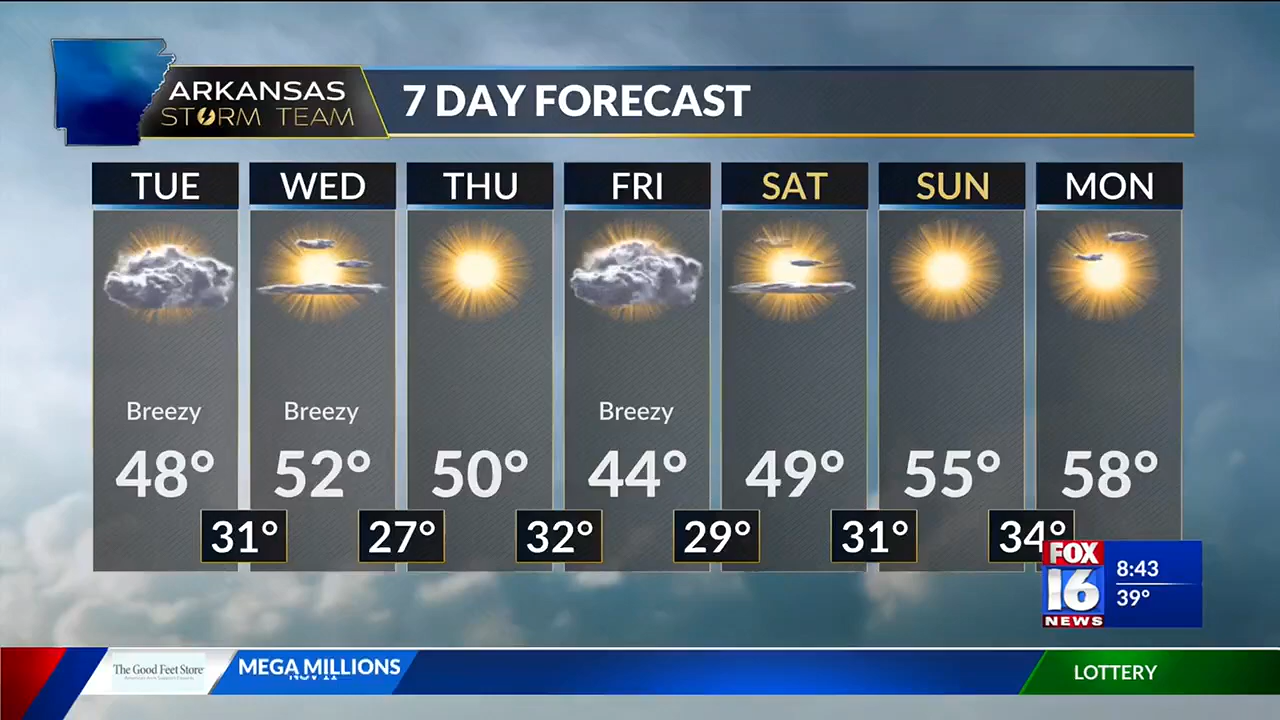 ARKANSAS
STORM TEAM
7 DAY FORECAST
TUE WED THU FRI SAT SUN MON
Breezy Breezy Breezy
48° 52° 50° 44° 49° 55° 58°
31° 27° 32° 29° 31° 34°
FOX
16
NEWS
8:43
39°
The Good Feet Store
MEGA MILLIONS
NOV 11
LOTTERY